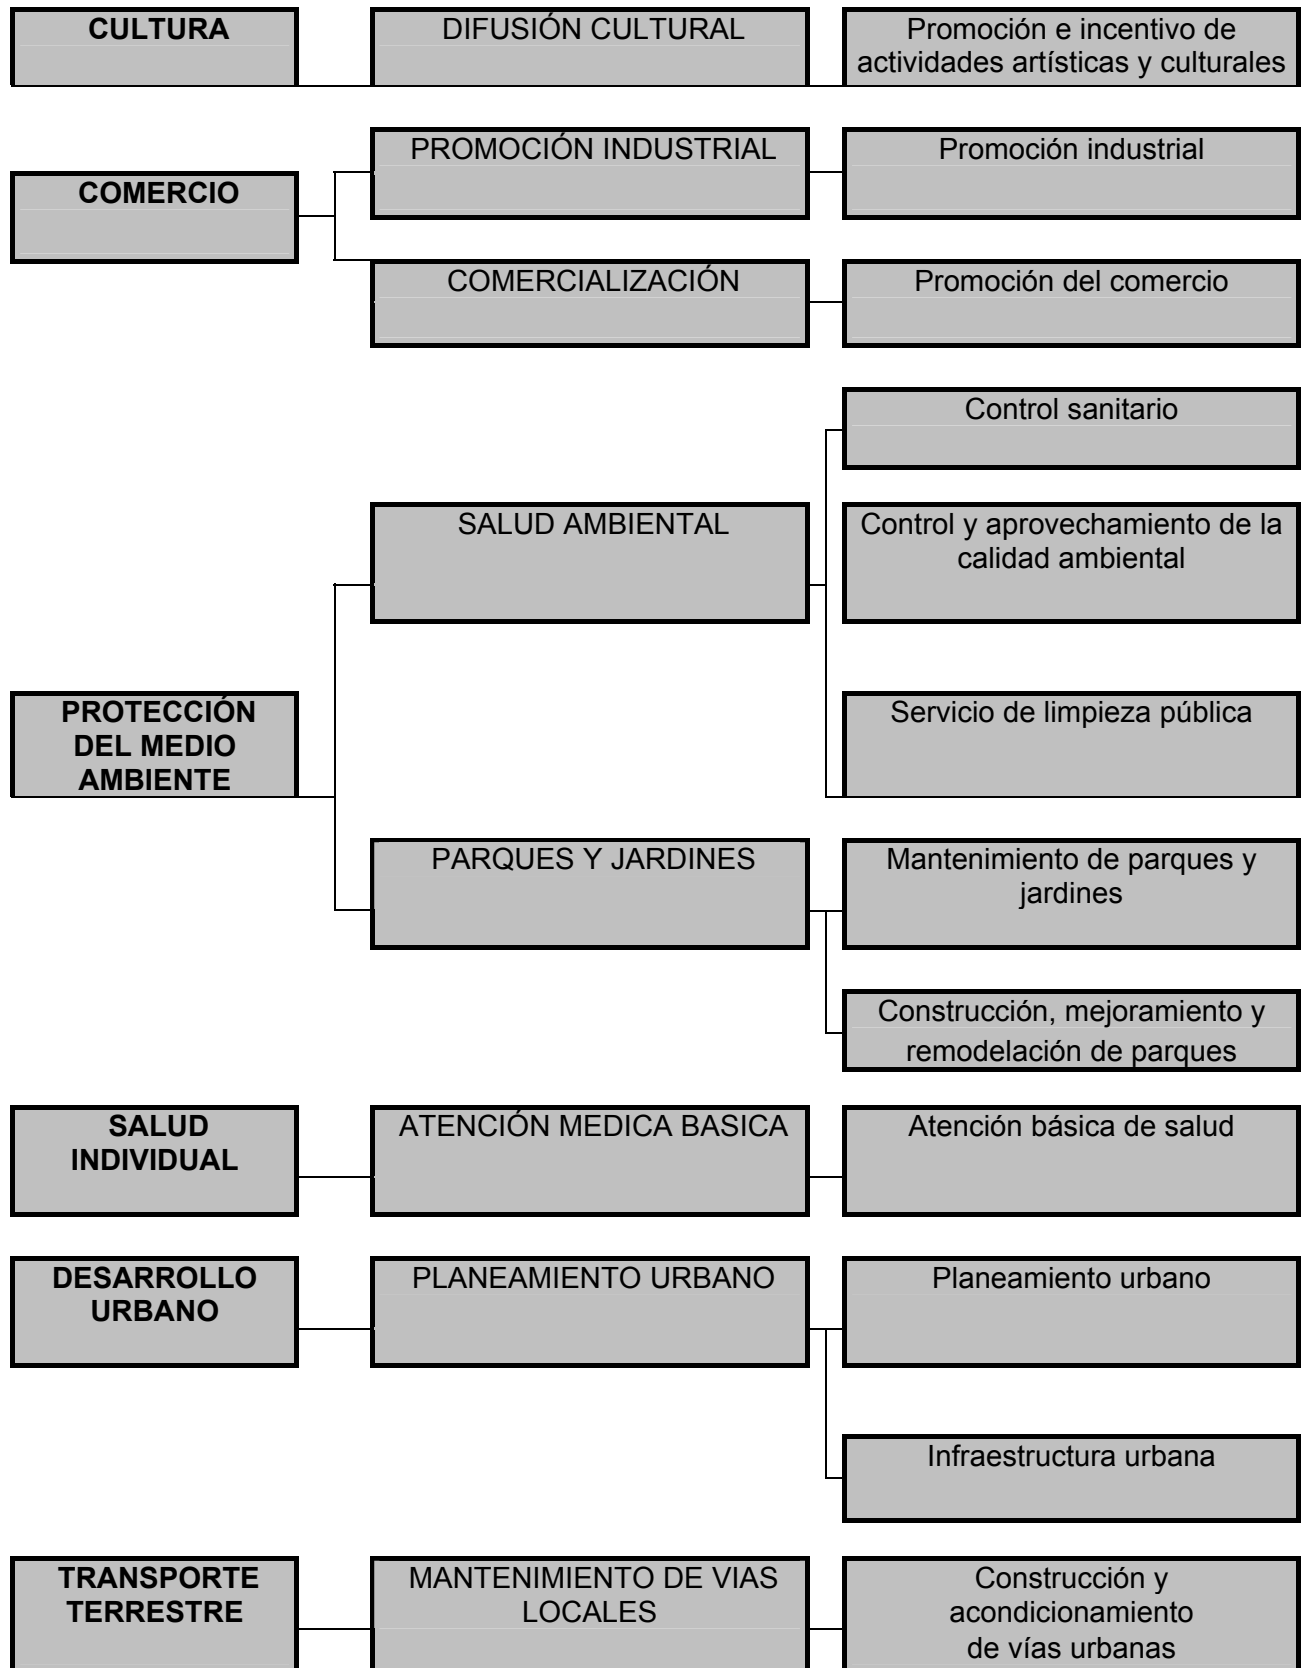 CULTURA
DIFUSIÓN CULTURAL
Promoción e incentivo de
actividades artísticas y culturales
COMERCIO
PROMOCIÓN INDUSTRIAL
Promoción industrial
COMERCIALIZACIÓN
Promoción del comercio
PROTECCIÓN
DEL MEDIO
AMBIENTE
SALUD AMBIENTAL
Control sanitario
Control y aprovechamiento de la
calidad ambiental
Servicio de limpieza pública
PARQUES Y JARDINES
Mantenimiento de parques y
jardines
Construcción, mejoramiento y
remodelación de parques
SALUD
INDIVIDUAL
ATENCIÓN MEDICA BASICA
Atención básica de salud
DESARROLLO
URBANO
PLANEAMIENTO URBANO
Planeamiento urbano
Infraestructura urbana
TRANSPORTE
TERRESTRE
MANTENIMIENTO DE VIAS
LOCALES
Construcción y
acondicionamiento
de vías urbanas